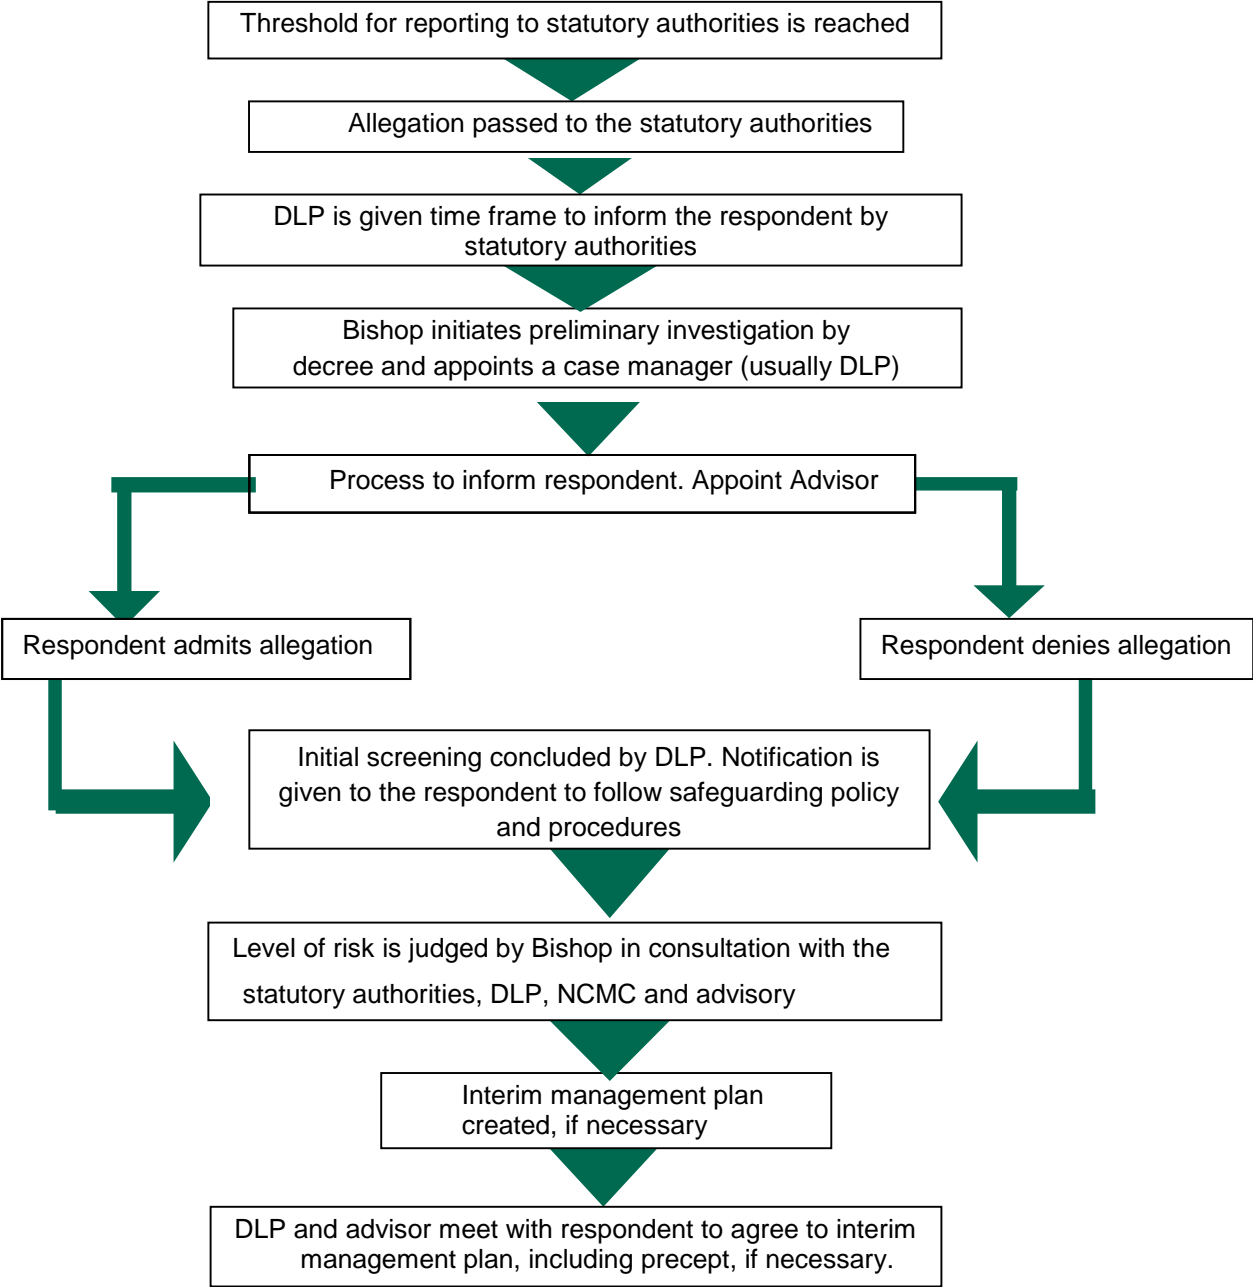 Threshold for reporting to statutory authorities is reached
Allegation passed to the statutory authorities
DLP is given time frame to inform the respondent by
statutory authorities
Bishop initiates preliminary investigation by
decree and appoints a case manager (usually DLP)
Process to inform respondent. Appoint Advisor
Respondent admits allegation
Respondent denies allegation
Initial screening concluded by DLP. Notification is
given to the respondent to follow safeguarding policy
and procedures
Level of risk is judged by Bishop in consultation with the
statutory authorities, DLP, NCMC and advisory
Interim management plan
created, if necessary
DLP and advisor meet with respondent to agree to interim
management plan, including precept, if necessary.